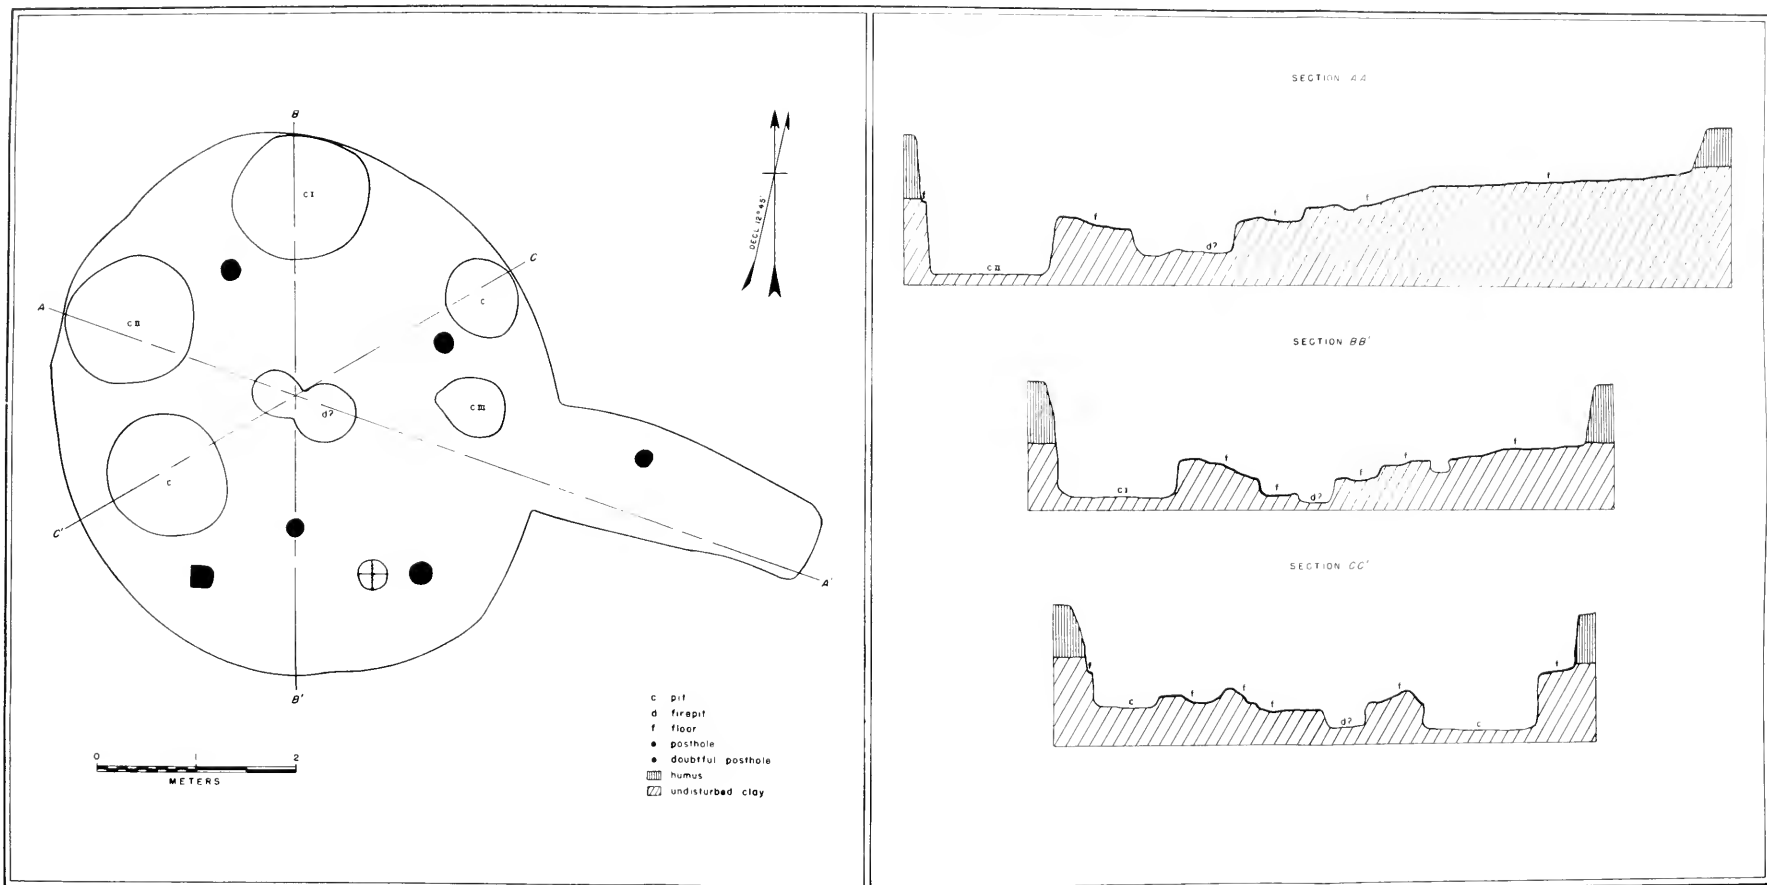 B
C I
C
DECL 12° 45'
A
C II
C
d?
C III
C
C'
A'
B'
0 1 2
METERS
c pit
d firepit
f floor
posthole
doubtful posthole
humus
undisturbed clay
SECTION AA
f
C II
f
d?
f
f
f
SECTION BB'
C I
f
f
d?
f
f
f
SECTION CC'
f
c
f
f
f
d?
f
c
f